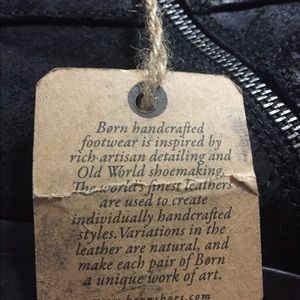 Børn handcrafted
footwear is inspired by
rich artisan detailing and
Old World shoemaking.
The world's finest leathers
are used to create
individually handcrafted
styles. Variations in the
leather are natural, and
make each pair of Børn
a unique work of art.
bornshoes.com